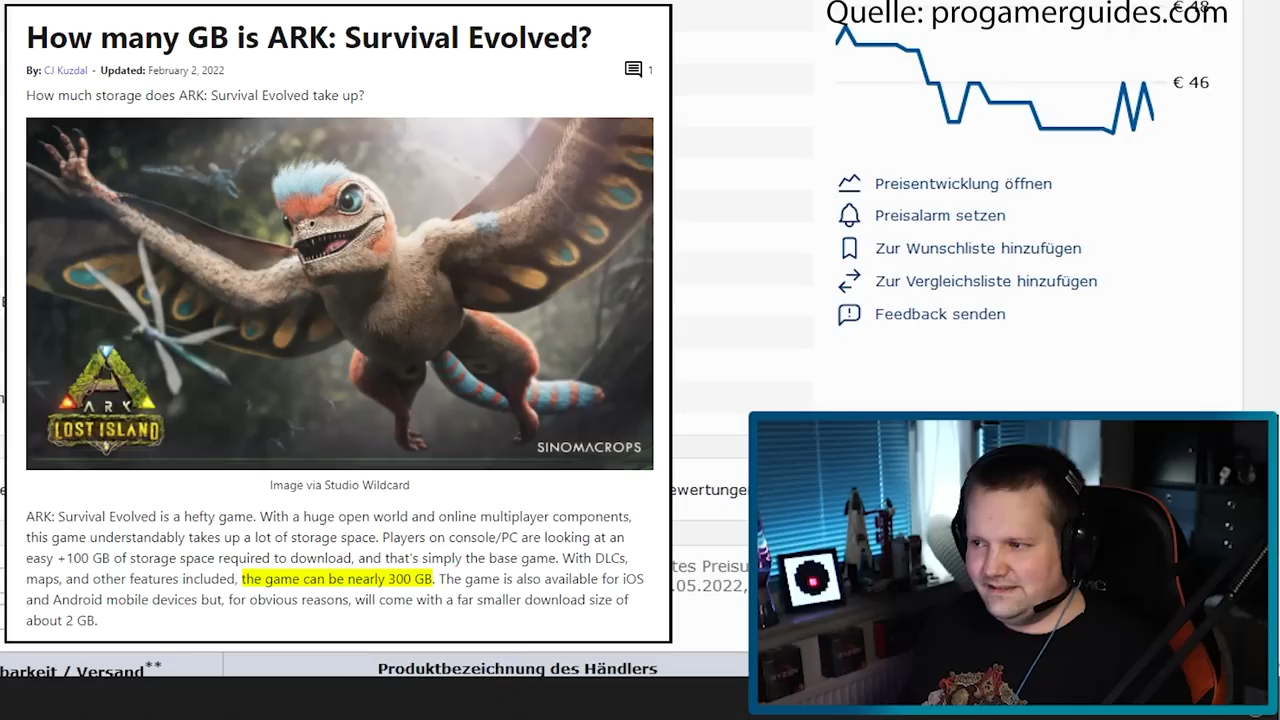 How many GB is ARK: Survival Evolved?
By: CJ Kuzdal - Updated: February 2, 2022
1
How much storage does ARK: Survival Evolved take up?
ARK
LOST ISLAND
SINOMACROPS
Image via Studio Wildcard
ARK: Survival Evolved is a hefty game. With a huge open world and online multiplayer components,
this game understandably takes up a lot of storage space. Players on console/PC are looking at an
easy +100 GB of storage space required to download, and that's simply the base game. With DLCs,
maps, and other features included, the game can be nearly 300 GB. The game is also available for iOS
and Android mobile devices but, for obvious reasons, will come with a far smaller download size of
about 2 GB.
Quelle: progamerguides.com
€ 48
€ 46
Preisentwicklung öffnen
Preisalarm setzen
Zur Wunschliste hinzufügen
Zur Vergleichsliste hinzufügen
Feedback senden
ewertunge
tes Preisu
.05.2022,
barkeit / Versand**
Produktbezeichnung des Händlers